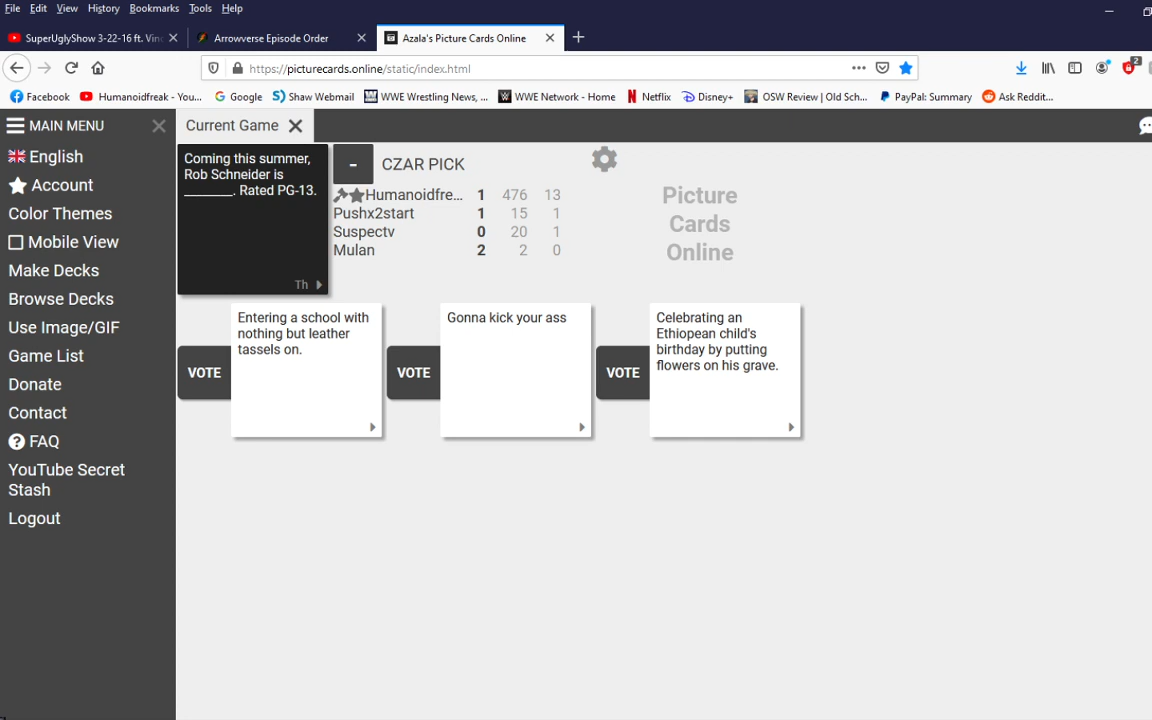 File Edit View History Bookmarks Tools Help
SuperUglyShow 3-22-16 ft. Vin
Arrowverse Episode Order
Azala's Picture Cards Online
https://picturecards.online/static/index.html
2
Facebook Humanoidfreak - You... Google Shaw Webmail WWE Wrestling News, ... WWE Network - Home Netflix Disney+ OSW Review | Old Sch... PayPal: Summary Ask Reddit...
MAIN MENU
English
Account
Color Themes
Mobile View
Make Decks
Browse Decks
Use Image/GIF
Game List
Donate
Contact
FAQ
YouTube Secret
Stash
Logout
Current Game
Coming this summer,
Rob Schneider is
_______. Rated PG-13.
Th
-
CZAR PICK
Humanoidfre... 1 476 13
Pushx2start 1 15 1
Suspectv 0 20 1
Mulan 2 2 0
Picture
Cards
Online
VOTE
Entering a school with
nothing but leather
tassels on.
VOTE
Gonna kick your ass
VOTE
Celebrating an
Ethiopean child's
birthday by putting
flowers on his grave.